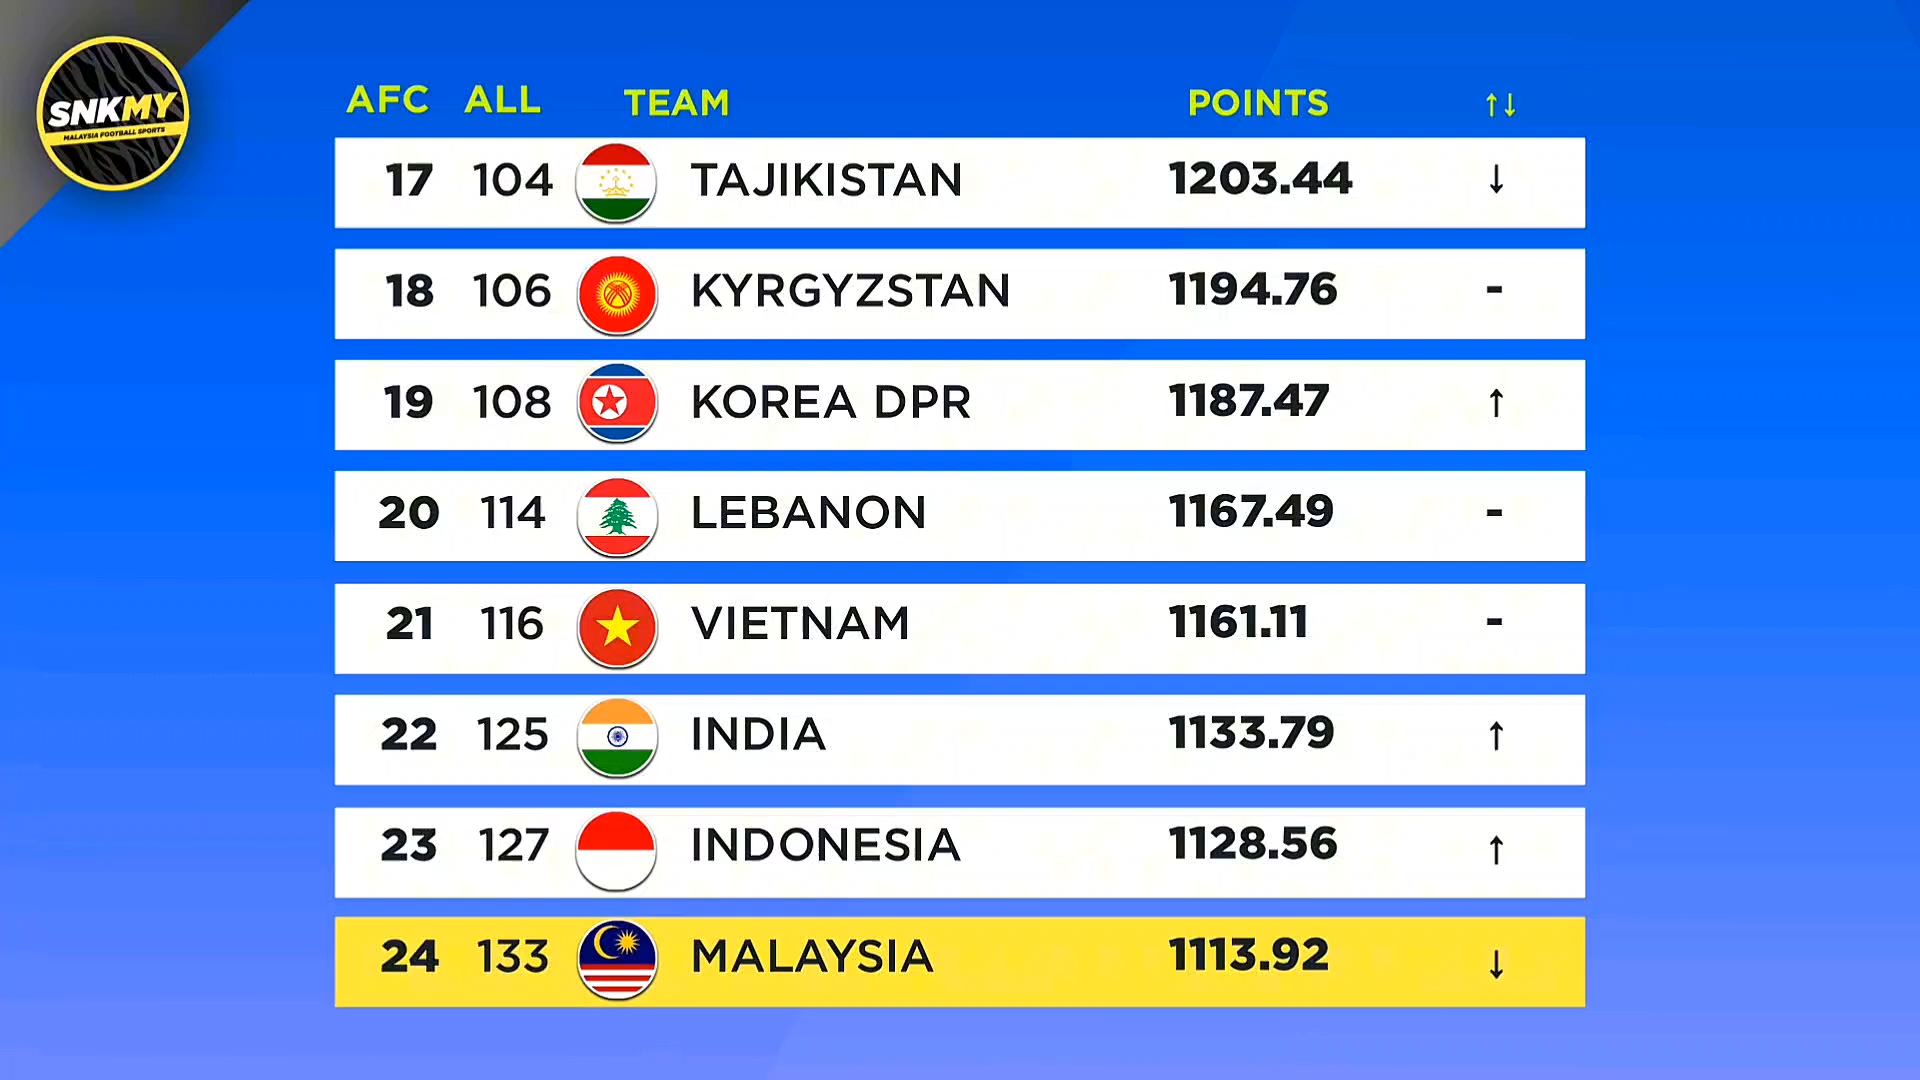 SNKMY
MALAYSIA FOOTBALL SPORTS
AFC ALL TEAM POINTS ↑↓
17 104 TAJIKISTAN 1203.44 ↓
18 106 KYRGYZSTAN 1194.76 -
19 108 KOREA DPR 1187.47 ↑
20 114 LEBANON 1167.49 -
21 116 VIETNAM 1161.11 -
22 125 INDIA 1133.79 ↑
23 127 INDONESIA 1128.56 ↑
24 133 MALAYSIA 1113.92 ↓